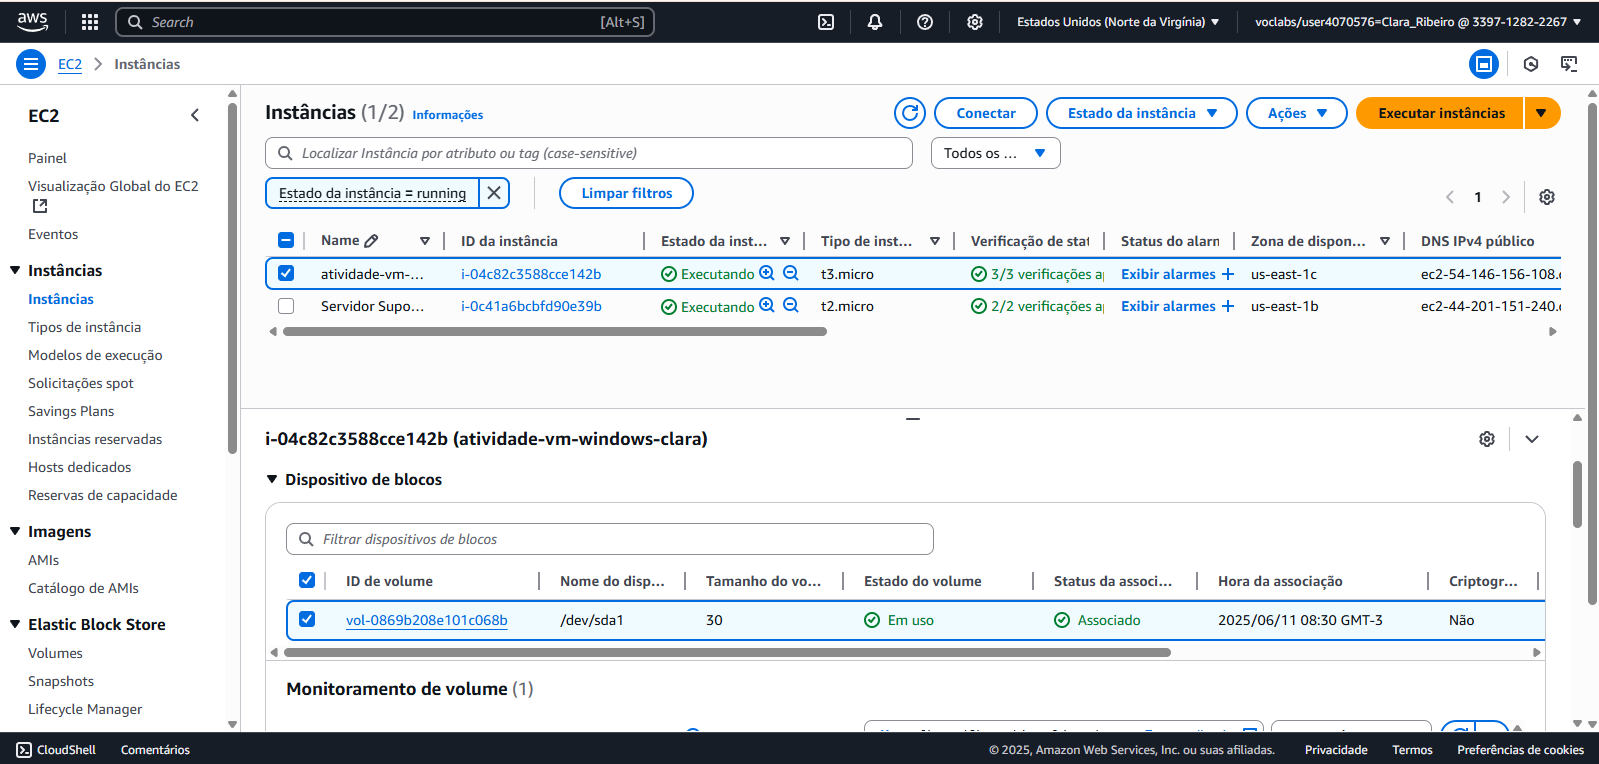 aws
Search [Alt+S]
Estados Unidos (Norte da Virgínia)
voclabs/user4070576=Clara_Ribeiro @ 3397-1282-2267
EC2 Instâncias
EC2
Painel
Visualização Global do EC2
Eventos
Instâncias
Instâncias
Tipos de instância
Modelos de execução
Solicitações spot
Savings Plans
Instâncias reservadas
Hosts dedicados
Reservas de capacidade
Imagens
AMIs
Catálogo de AMIs
Elastic Block Store
Volumes
Snapshots
Lifecycle Manager
Instâncias (1/2) Informações
Conectar Estado da instância Ações Executar instâncias
Localizar Instância por atributo ou tag (case-sensitive) Todos os ...
Estado da instância = running Limpar filtros
1
Name ID da instância Estado da inst... Tipo de inst... Verificação de stat Status do alarn Zona de dispon... DNS IPv4 público
atividade-vm-... i-04c82c3588cce142b Executando t3.micro 3/3 verificações a Exibir alarmes + us-east-1c ec2-54-146-156-108.
Servidor Supo... i-0c41a6bcbfd90e39b Executando t2.micro 2/2 verificações a Exibir alarmes + us-east-1b ec2-44-201-151-240.
i-04c82c3588cce142b (atividade-vm-windows-clara)
Dispositivo de blocos
Filtrar dispositivos de blocos
ID de volume Nome do disp... Tamanho do vo... Estado do volume Status da associ... Hora da associação Criptogr...
vol-0869b208e101c068b /dev/sda1 30 Em uso Associado 2025/06/11 08:30 GMT-3 Não
Monitoramento de volume (1)
CloudShell Comentários
© 2025, Amazon Web Services, Inc. ou suas afiliadas. Privacidade Termos Preferências de cookies